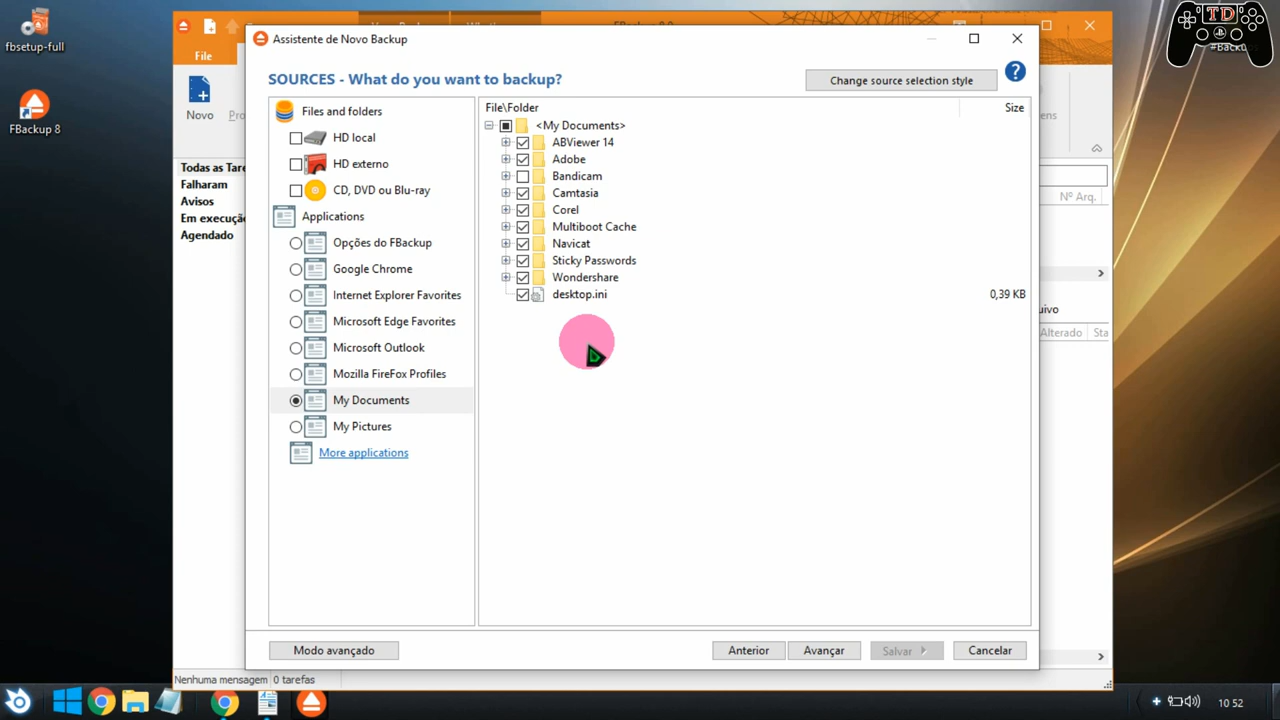 fbsetup-full
FBackup 8
File
Novo
Todas as Tare
Falharam
Avisos
Em execução
Agendado
Nenhuma mensagem
0 tarefas
Assistente de Novo Backup
SOURCES - What do you want to backup?
Change source selection style
?
Files and folders
HD local
HD externo
CD, DVD ou Blu-ray
Applications
Opções do FBackup
Google Chrome
Internet Explorer Favorites
Microsoft Edge Favorites
Microsoft Outlook
Mozilla FireFox Profiles
My Documents
My Pictures
More applications
File\Folder
Size
<My Documents>
ABViewer 14
Adobe
Bandicam
Camtasia
Corel
Multiboot Cache
Navicat
Sticky Passwords
Wondershare
desktop.ini
0,39 KB
Modo avançado
Anterior
Avançar
Salvar
Cancelar
Nº Arq.
uivo
Alterado
Sta
TD
#Backup
10 52